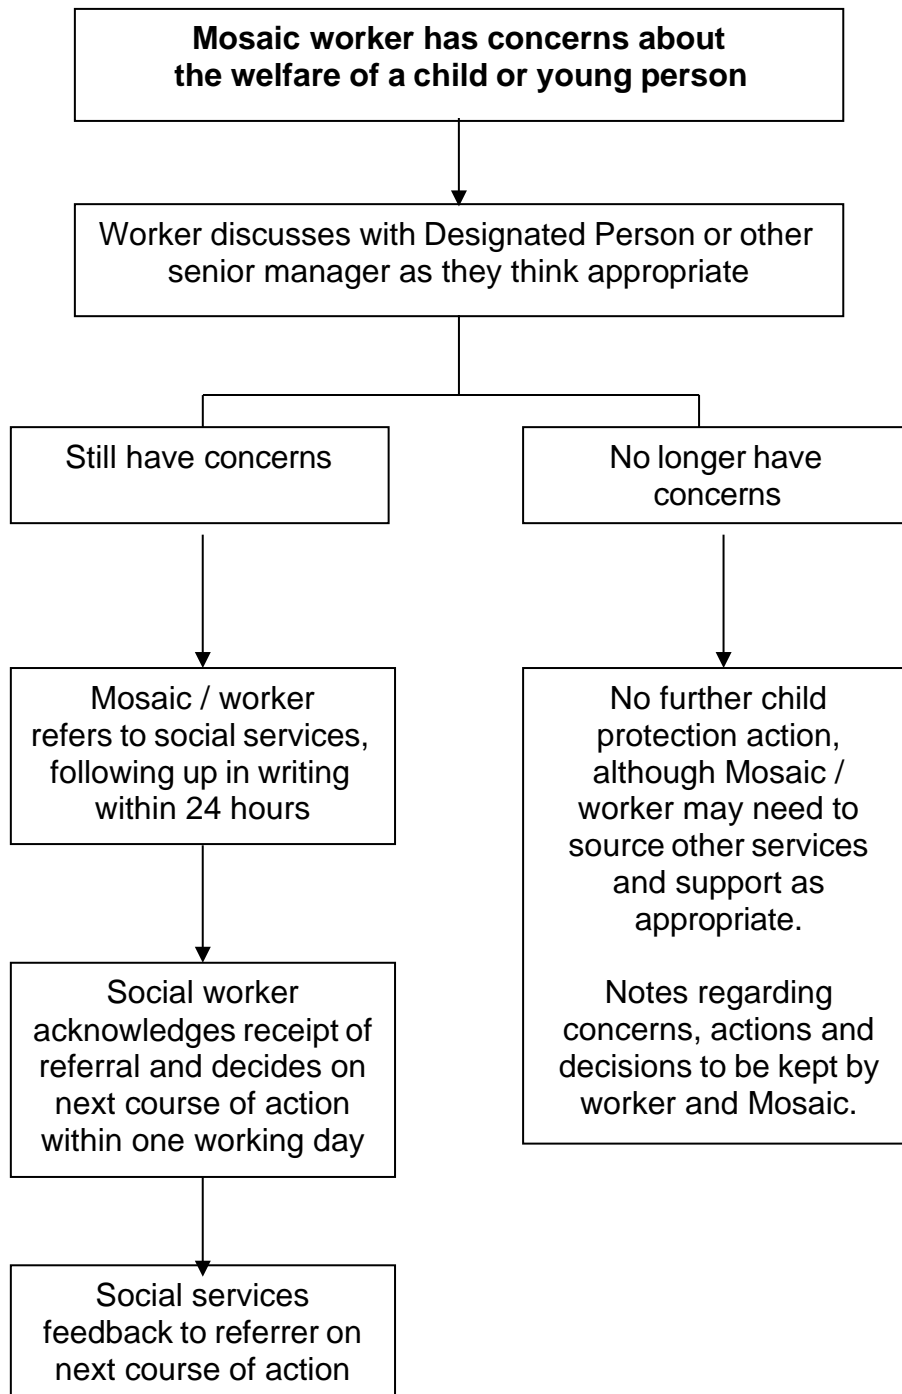 Mosaic worker has concerns about
the welfare of a child or young person
Worker discusses with Designated Person or other
senior manager as they think appropriate
Still have concerns
No longer have
concerns
Mosaic / worker
refers to social services,
following up in writing
within 24 hours
No further child
protection action,
although Mosaic /
worker may need to
source other services
and support as
appropriate.
Notes regarding
concerns, actions and
decisions to be kept by
worker and Mosaic.
Social worker
acknowledges receipt of
referral and decides on
next course of action
within one working day
Social services
feedback to referrer on
next course of action